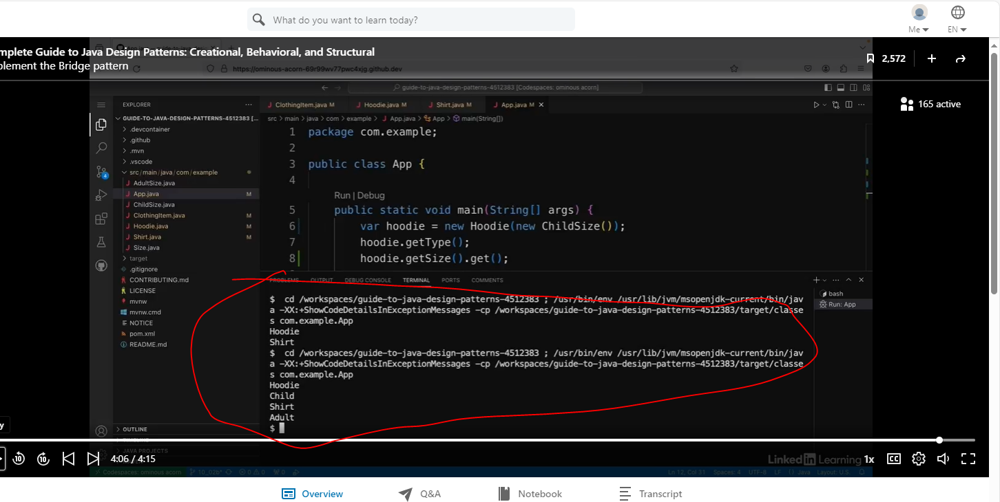 What do you want to learn today?
Me
EN
mplete Guide to Java Design Patterns: Creational, Behavioral, and Structural
plement the Bridge pattern
2,572
https://ominous-acorn-69r99wv77pwc4xjg.github.dev
guide-to-java-design-patterns-4512383 [Codespaces: ominous acorn]
165 active
EXPLORER
GUIDE-TO-JAVA-DESIGN-PATTERNS-4512383 [...
.devcontainer
.github
.mvn
.vscode
src/main/java/com/example
AdultSize.java
App.java M
ChildSize.java
ClothingItem.java M
Hoodie.java M
Shirt.java M
Size.java
target
.gitignore
CONTRIBUTING.md
LICENSE
mvnw
mvnw.cmd
NOTICE
pom.xml
README.md
OUTLINE
TIMELINE
JAVA PROJECTS
4
ClothingItem.java M
Hoodie.java M
Shirt.java M
App.java M
src > main > java > com > example > App.java > App > main(String[])
1 package com.example;
2
3 public class App {
4
Run | Debug
5 public static void main(String[] args) {
6 var hoodie = new Hoodie(new ChildSize());
7 hoodie.getType();
8 hoodie.getSize().get();
PROBLEMS OUTPUT DEBUG CONSOLE TERMINAL PORTS COMMENTS
bash
Run: App
$ cd /workspaces/guide-to-java-design-patterns-4512383 ; /usr/bin/env /usr/lib/jvm/msopenjdk-current/bin/jav
a -XX:+ShowCodeDetailsInExceptionMessages -cp /workspaces/guide-to-java-design-patterns-4512383/target/classe
s com.example.App
Hoodie
Shirt
$ cd /workspaces/guide-to-java-design-patterns-4512383 ; /usr/bin/env /usr/lib/jvm/msopenjdk-current/bin/jav
a -XX:+ShowCodeDetailsInExceptionMessages -cp /workspaces/guide-to-java-design-patterns-4512383/target/classe
s com.example.App
Hoodie
Child
Shirt
Adult
$
y
10
10
4:06 / 4:15
LinkedIn Learning
1x
CC
Codespaces: ominous acorn 10_02b* 0 0 0 Ln 12, Col 31 Spaces: 4 UTF-8 LF Java Layout: U.S.
Overview
Q&A
Notebook
Transcript